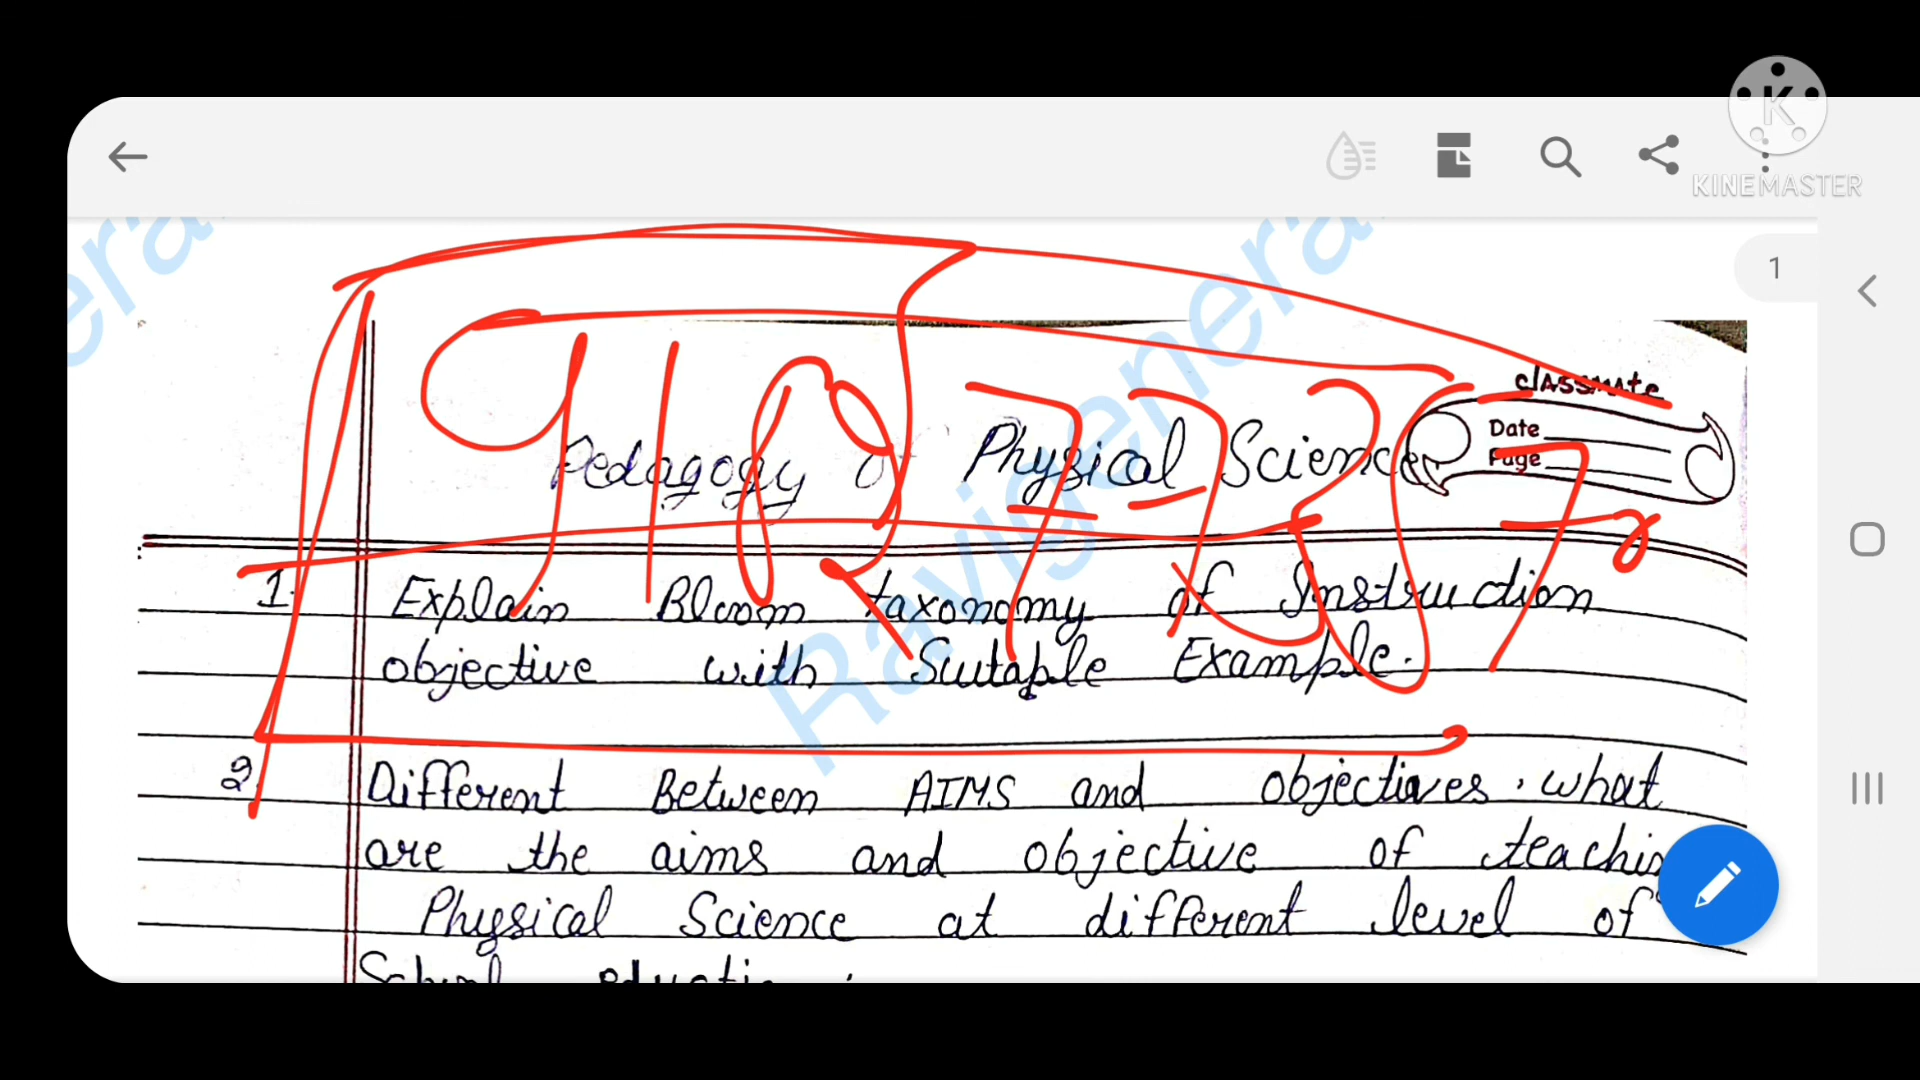 KINEMASTER
1
classmate
Date
Page
Pedagogy of Physical Science
1. Explain Bloom taxonomy of Instruction
objective with Suitable Example.
2. Different Between AIMS and objectives. what
are the aims and objective of teachin
Physical Science at different level of
School
Ravigenera